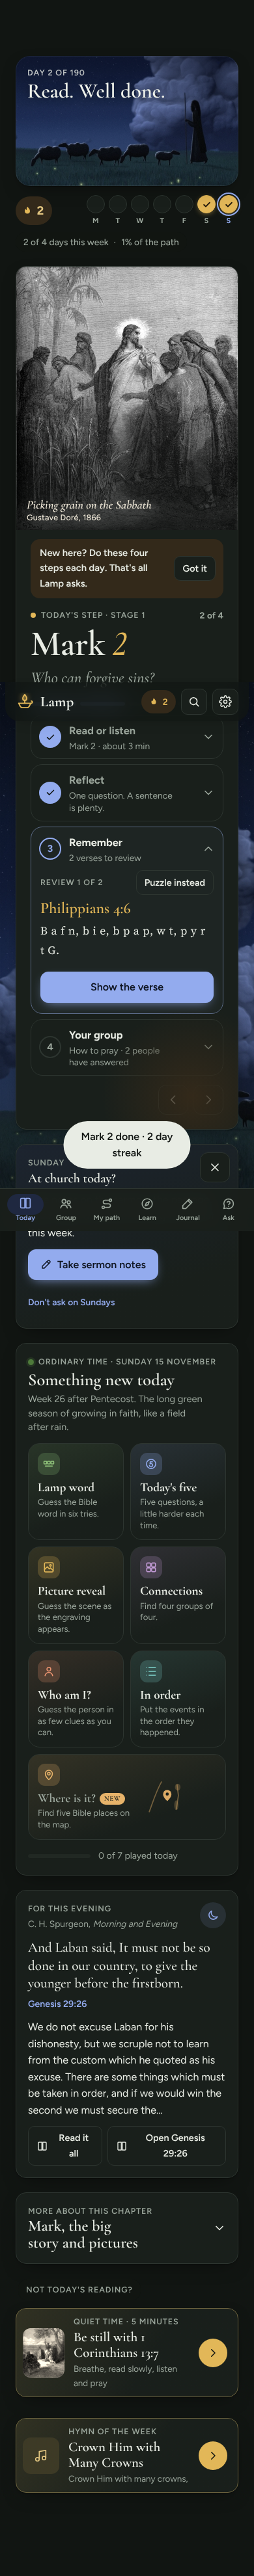 DAY 2 OF 190
Read. Well done.
2
M T W T F S S
2 of 4 days this week · 1% of the path
Picking grain on the Sabbath
Gustave Doré, 1866
New here? Do these four
steps each day. That's all
Lamp asks.
Got it
TODAY'S STEP · STAGE 1
2 of 4
Mark 2
Who can forgive sins?
Lamp
2
Read or listen
Mark 2 · about 3 min
Reflect
One question. A sentence
is plenty.
3
Remember
2 verses to review
REVIEW 1 OF 2
Puzzle instead
Philippians 4:6
B a f n, b i e, b p a p, w t, p y r
t G.
Show the verse
4
Your group
How to pray · 2 people
have answered
Mark 2 done · 2 day
streak
SUNDAY
At church today?
Today
Group
My path
Learn
Journal
Ask
this week.
Take sermon notes
Don't ask on Sundays
ORDINARY TIME · SUNDAY 15 NOVEMBER
Something new today
Week 26 after Pentecost. The long green
season of growing in faith, like a field
after rain.
Lamp word
Guess the Bible
word in six tries.
Today's five
Five questions, a
little harder each
time.
Picture reveal
Guess the scene as
the engraving
appears.
Connections
Find four groups of
four.
Who am I?
Guess the person in
as few clues as you
can.
In order
Put the events in
the order they
happened.
Where is it? NEW
Find five Bible places on
the map.
0 of 7 played today
FOR THIS EVENING
C. H. Spurgeon, Morning and Evening
And Laban said, It must not be so
done in our country, to give the
younger before the firstborn.
Genesis 29:26
We do not excuse Laban for his
dishonesty, but we scruple not to learn
from the custom which he quoted as his
excuse. There are some things which must
be taken in order, and if we would win the
second we must secure the…
Read it
all
Open Genesis
29:26
MORE ABOUT THIS CHAPTER
Mark, the big
story and pictures
NOT TODAY'S READING?
QUIET TIME · 5 MINUTES
Be still with 1
Corinthians 13:7
Breathe, read slowly, listen
and pray
HYMN OF THE WEEK
Crown Him with
Many Crowns
Crown Him with many crowns,